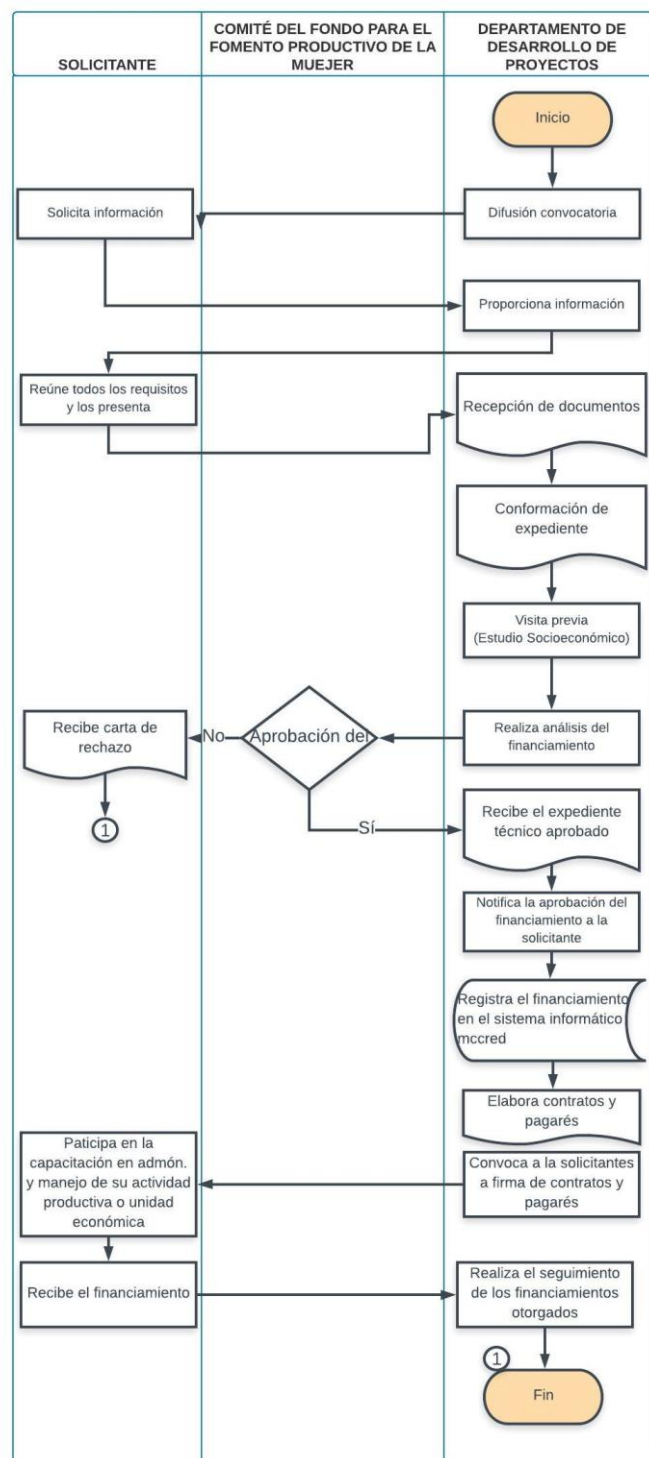 SOLICITANTE
COMITÉ DEL FONDO PARA EL
FOMENTO PRODUCTIVO DE LA
MUEJER
DEPARTAMENTO DE
DESARROLLO DE
PROYECTOS
Inicio
Solicita información
Difusión convocatoria
Proporciona información
Reúne todos los requisitos
y los presenta
Recepción de documentos
Conformación de
expediente
Visita previa
(Estudio Socioeconómico)
Recibe carta de
rechazo
No
Aprobación del
Realiza análisis del
financiamiento
1
Sí
Recibe el expediente
técnico aprobado
Notifica la aprobación del
financiamiento a la
solicitante
Registra el financiamiento
en el sistema informático
mccred
Elabora contratos y
pagarés
Paticipa en la
capacitación en admón.
y manejo de su actividad
productiva o unidad
económica
Convoca a la solicitantes
a firma de contratos y
pagarés
Recibe el financiamiento
Realiza el seguimiento
de los financiamientos
otorgados
1
Fin